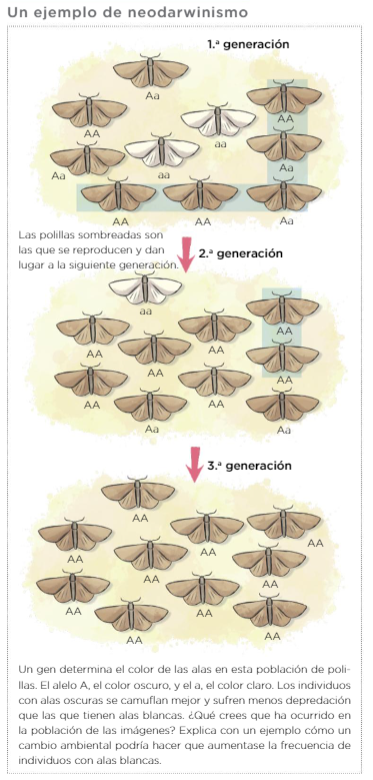 Un ejemplo de neodarwinismo
1.ª generación
Aa
AA
aa
AA
Aa
aa
Aa
AA
AA
Aa
Las polillas sombreadas son
las que se reproducen y dan
lugar a la siguiente generación.
2.ª generación
aa
AA
AA
AA
AA
AA
AA
AA
Aa
Aa
3.ª generación
AA
AA
AA
AA
AA
AA
AA
AA
AA
AA
Un gen determina el color de las alas en esta población de poli-
llas. El alelo A, el color oscuro, y el a, el color claro. Los individuos
con alas oscuras se camuflan mejor y sufren menos depredación
que las que tienen alas blancas. ¿Qué crees que ha ocurrido en
la población de las imágenes? Explica con un ejemplo cómo un
cambio ambiental podría hacer que aumentase la frecuencia de
individuos con alas blancas.